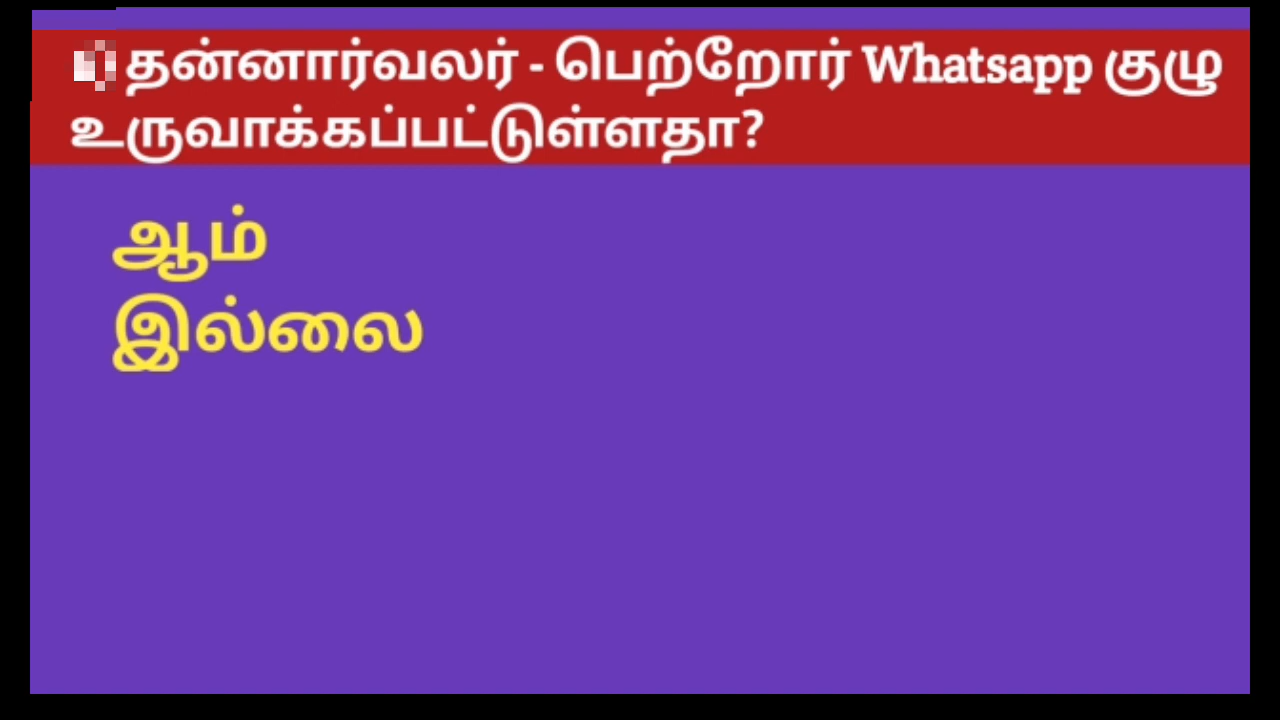 தன்னார்வலர் - பெற்றோர் Whatsapp குழு
உருவாக்கப்பட்டுள்ளதா?
ஆம்
இல்லை